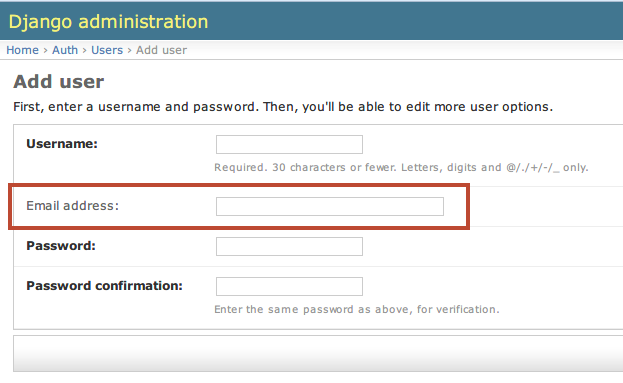 Django administration
Home › Auth › Users › Add user
Add user
First, enter a username and password. Then, you'll be able to edit more user options.
Username:
Required. 30 characters or fewer. Letters, digits and @/./+/-/_ only.
Email address:
Password:
Password confirmation:
Enter the same password as above, for verification.